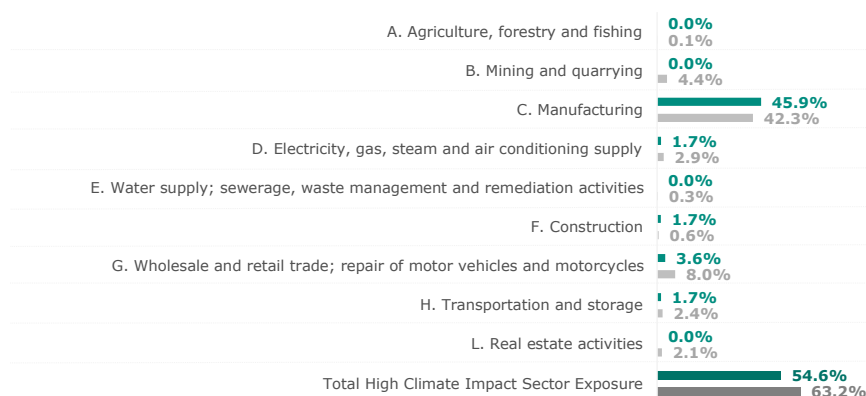 A. Agriculture, forestry and fishing
0.0%
0.1%
B. Mining and quarrying
0.0%
4.4%
C. Manufacturing
45.9%
42.3%
D. Electricity, gas, steam and air conditioning supply
1.7%
2.9%
E. Water supply; sewerage, waste management and remediation activities
0.0%
0.3%
F. Construction
1.7%
0.6%
G. Wholesale and retail trade; repair of motor vehicles and motorcycles
3.6%
8.0%
H. Transportation and storage
1.7%
2.4%
L. Real estate activities
0.0%
2.1%
Total High Climate Impact Sector Exposure
54.6%
63.2%